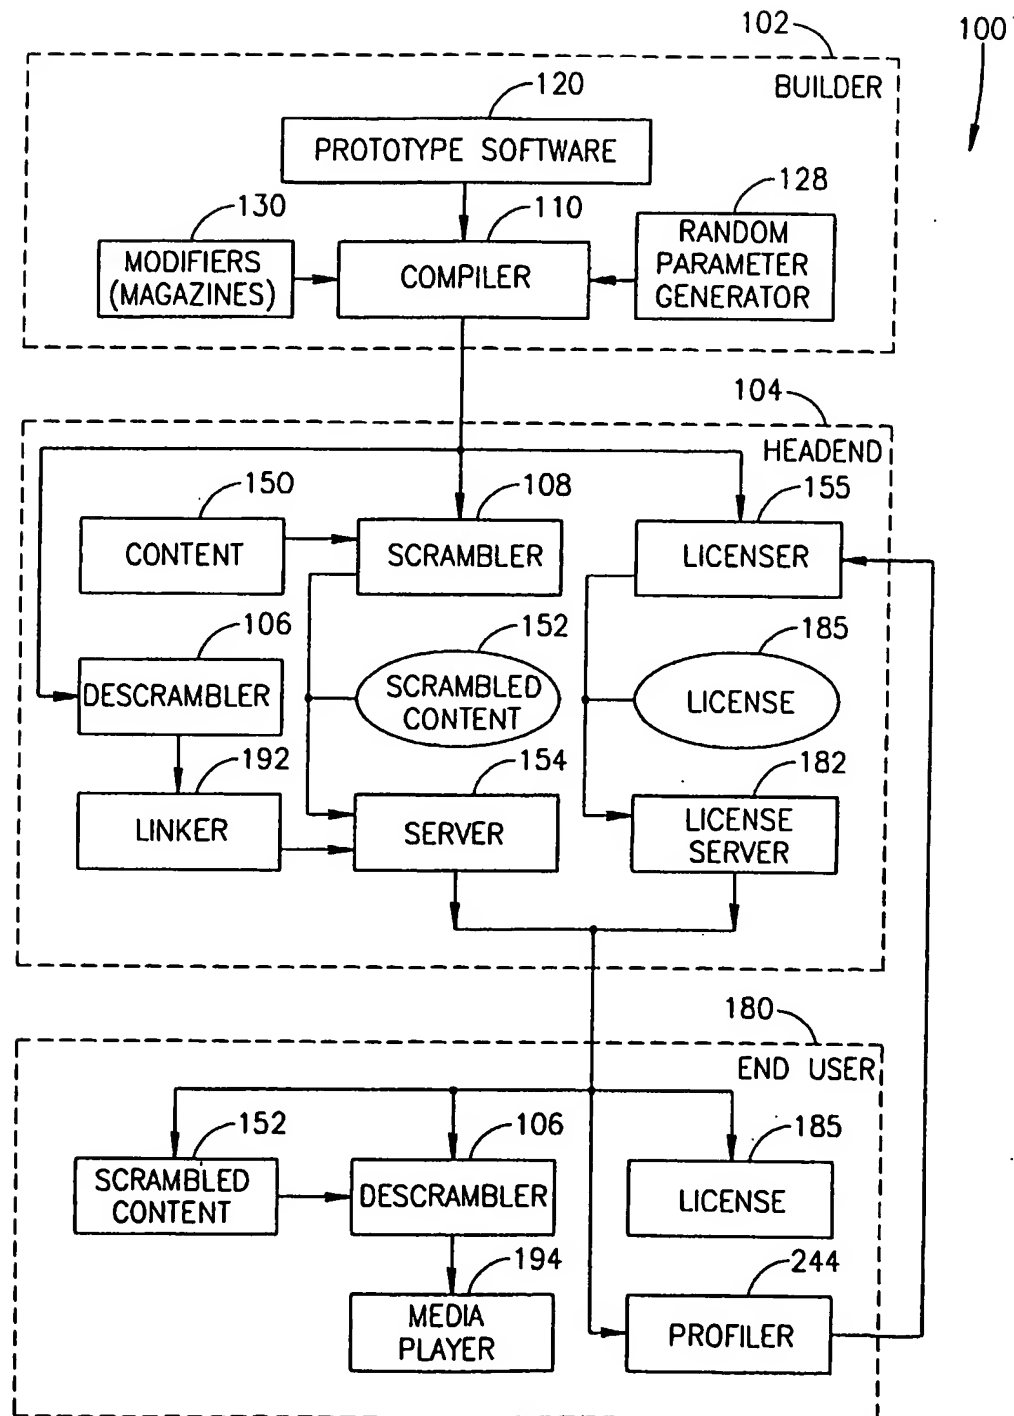 102
100
BUILDER
120
PROTOTYPE SOFTWARE
130
110
128
MODIFIERS
(MAGAZINES)
COMPILER
RANDOM
PARAMETER
GENERATOR
104
HEADEND
150
108
155
CONTENT
SCRAMBLER
LICENSER
106
152
185
DESCRAMBLER
SCRAMBLED
CONTENT
LICENSE
192
154
182
LINKER
SERVER
LICENSE
SERVER
180
END USER
152
106
185
SCRAMBLED
CONTENT
DESCRAMBLER
LICENSE
194
244
MEDIA
PLAYER
PROFILER